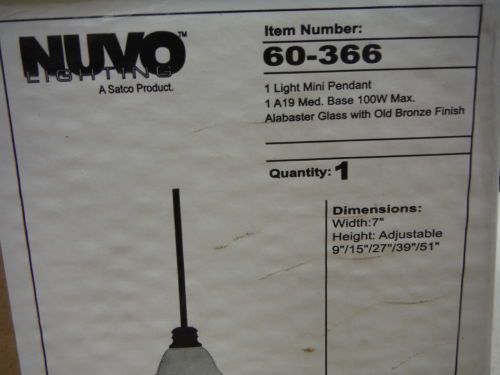 NUVO™
LIGHTING
A Satco Product.
Item Number:
60-366
1 Light Mini Pendant
1 A19 Med. Base 100W Max.
Alabaster Glass with Old Bronze Finish
Quantity: 1
Dimensions:
Width:7"
Height: Adjustable
9"/15"/27"/39"/51"